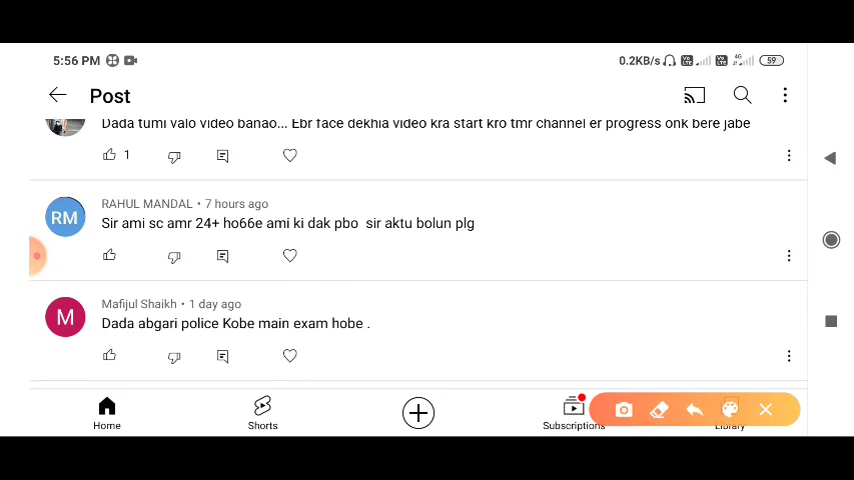 5:56 PM
0.2KB/s
4G
59
Post
Dada tumi valo video banao... Ebr face dekhia video kra start kro tmr channel er progress onk bere jabe
1
RM
RAHUL MANDAL • 7 hours ago
Sir ami sc amr 24+ ho66e ami ki dak pbo sir aktu bolun plg
M
Mafijul Shaikh • 1 day ago
Dada abgari police Kobe main exam hobe .
Home
Shorts
Subscriptions
Library